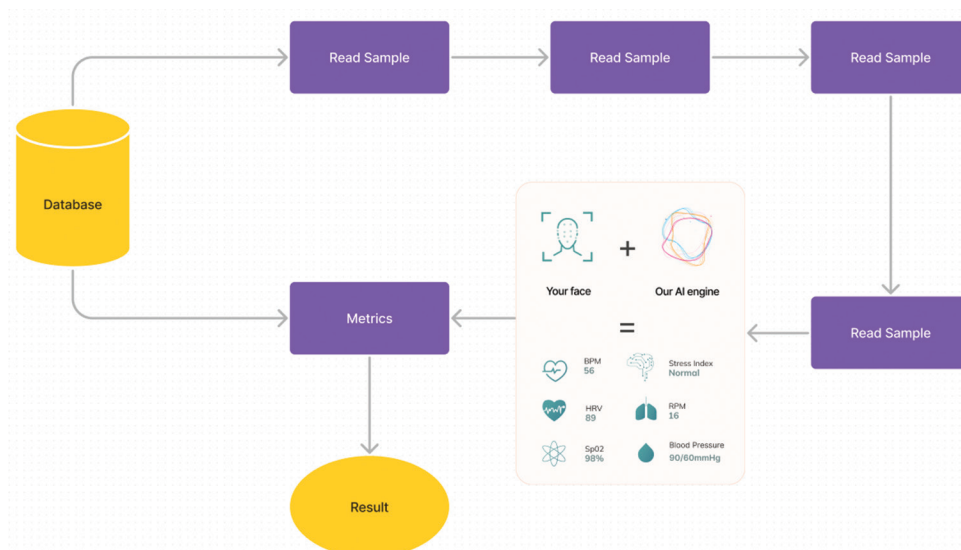 Read Sample
Read Sample
Read Sample
Database
Your face
+
Our AI engine
=
BPM
56
Stress Index
Normal
HRV
89
RPM
16
Sp02
98%
Blood Pressure
90/60mmHg
Metrics
Read Sample
Result